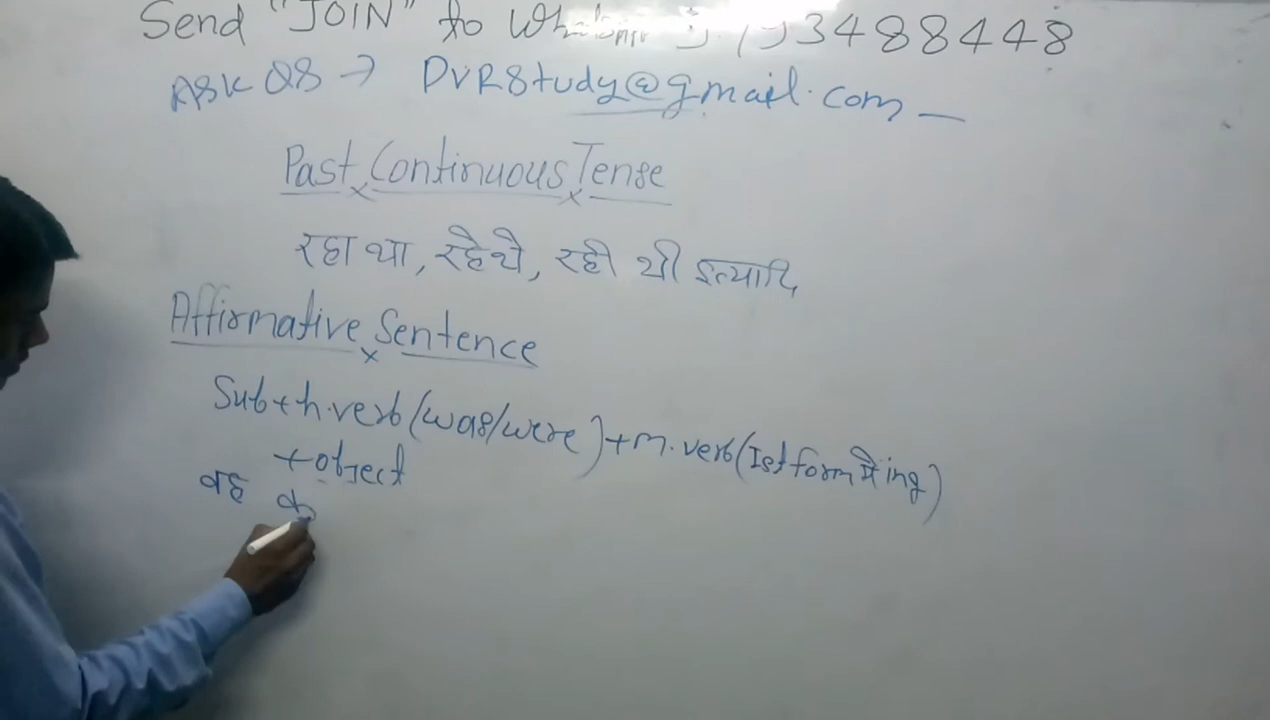 Send "JOIN" to 3488448
Ask QS → DVRStudy@gmail.com
Past Continuous Tense
रहा था, रहे थे, रही थी इत्यादि
Affirmative Sentence
Sub+h.verb(was/were)+m.verb(Ist form में ing)
+object
वह क